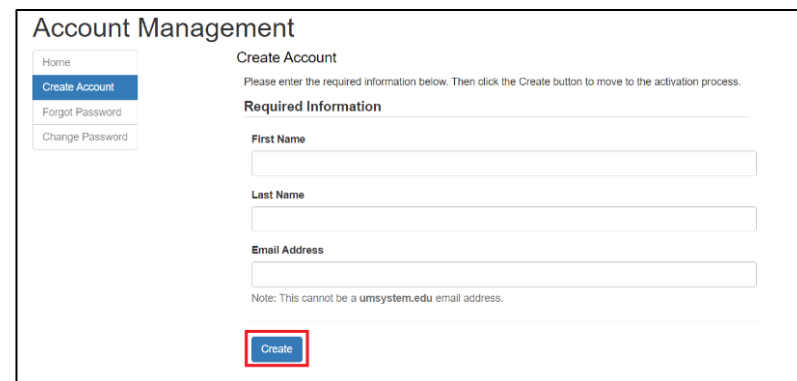 Account Management
Home
Create Account
Forgot Password
Change Password
Create Account
Please enter the required information below. Then click the Create button to move to the activation process.
Required Information
First Name
Last Name
Email Address
Note: This cannot be a umsystem.edu email address.
Create